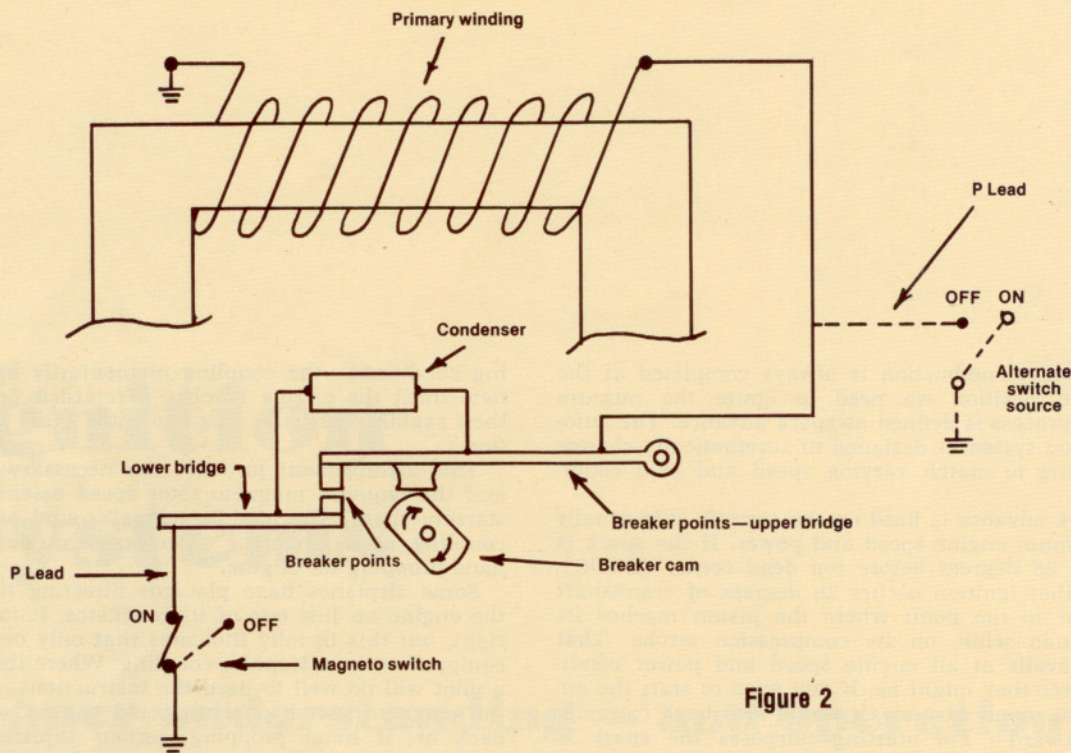 Primary winding
P Lead
OFF
ON
Alternate
switch
source
Condenser
Lower bridge
Breaker points—upper bridge
Breaker points
Breaker cam
P Lead
ON
OFF
Magneto switch
Figure 2